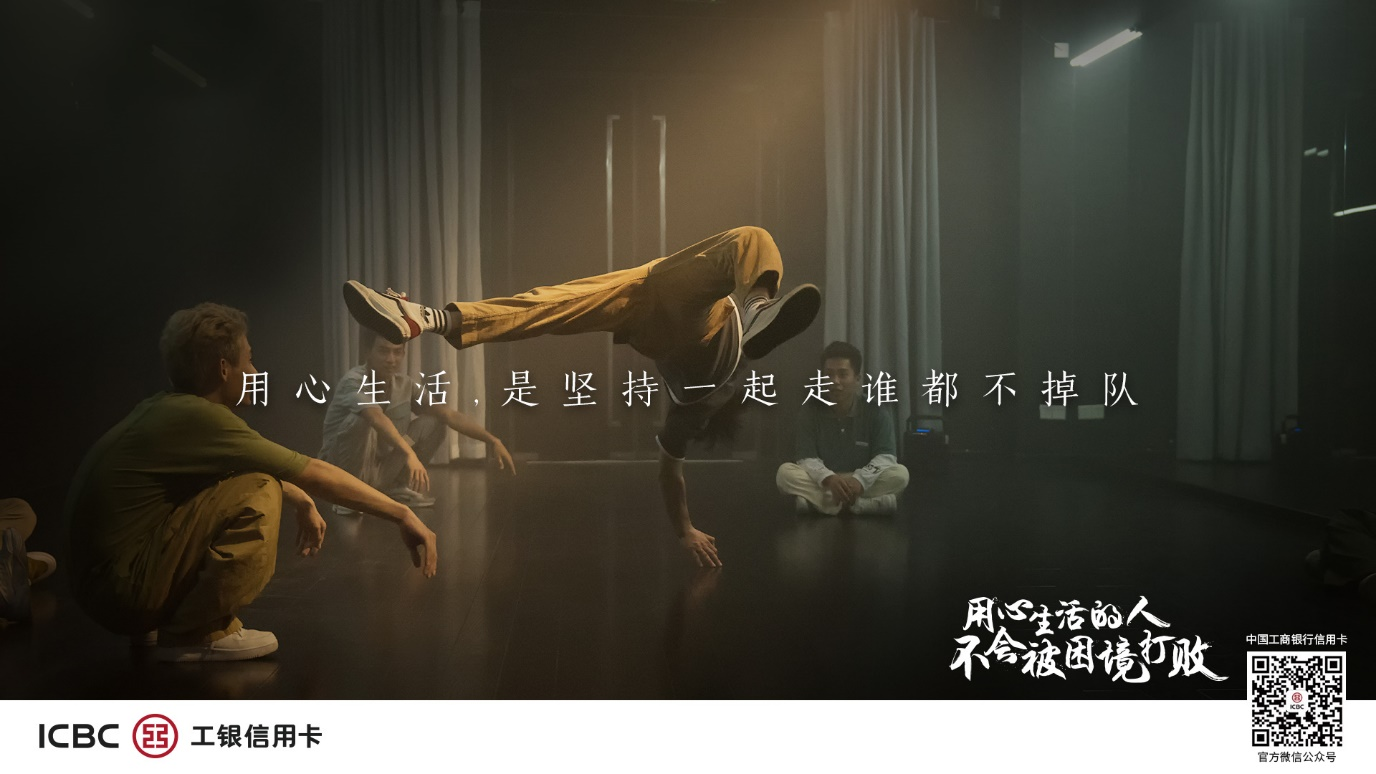 用心生活,是坚持一起走谁都不掉队
用心生活的人
不会被困境打败
中国工商银行信用卡
ICBC
官方微信公众号
ICBC 工银信用卡